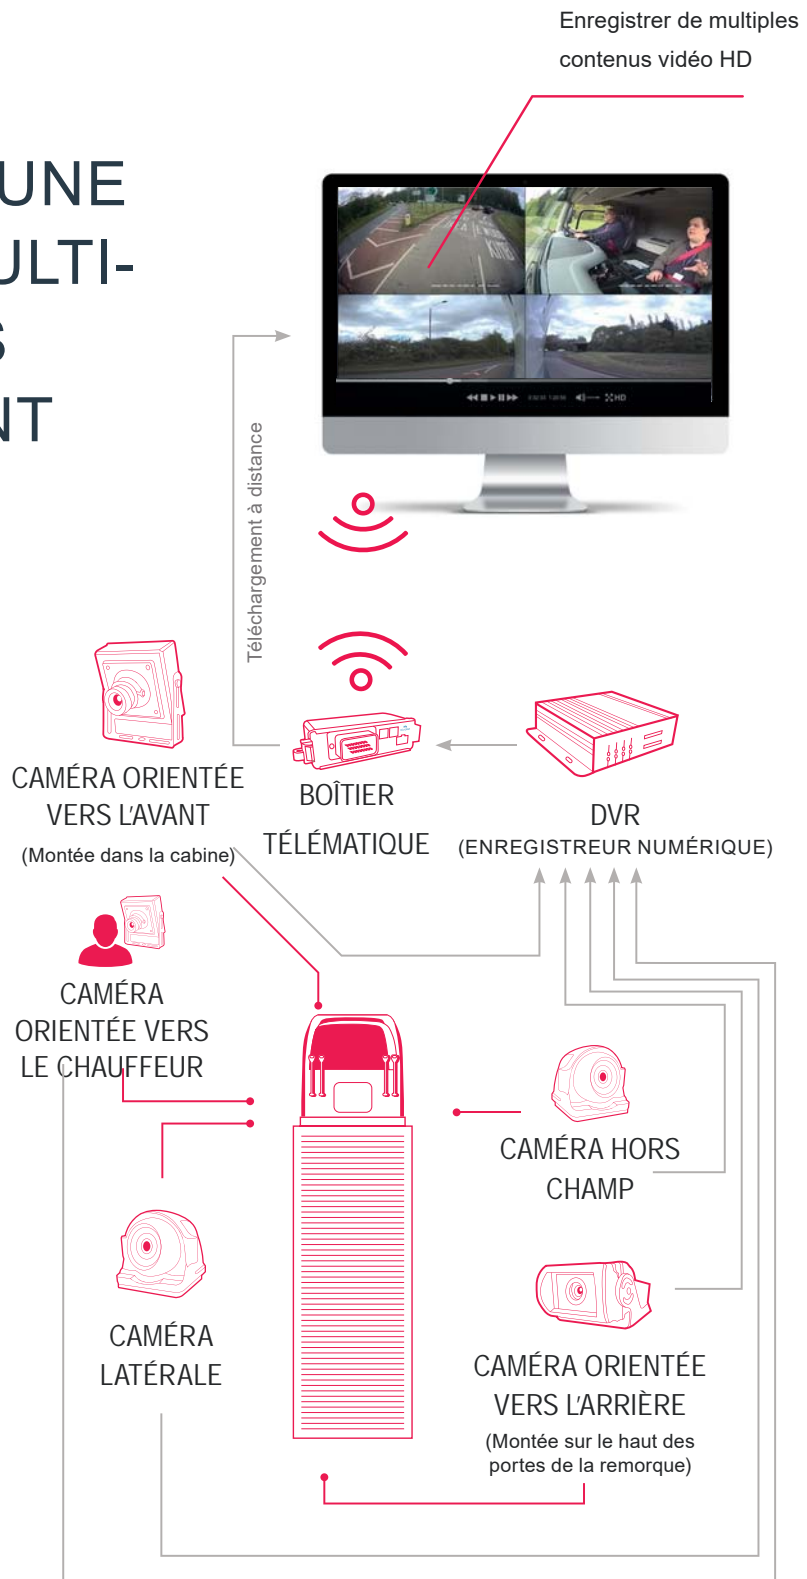 Enregistrer de multiples
contenus vidéo HD
UNE
ULTI-
S
NT
HD
Téléchargement à distance
CAMÉRA ORIENTÉE
VERS L'AVANT
(Montée dans la cabine)
BOÎTIER
TÉLÉMATIQUE
DVR
(ENREGISTREUR NUMÉRIQUE)
CAMÉRA
ORIENTÉE VERS
LE CHAUFFEUR
CAMÉRA HORS
CHAMP
CAMÉRA
LATÉRALE
CAMÉRA ORIENTÉE
VERS L'ARRIÈRE
(Montée sur le haut des
portes de la remorque)